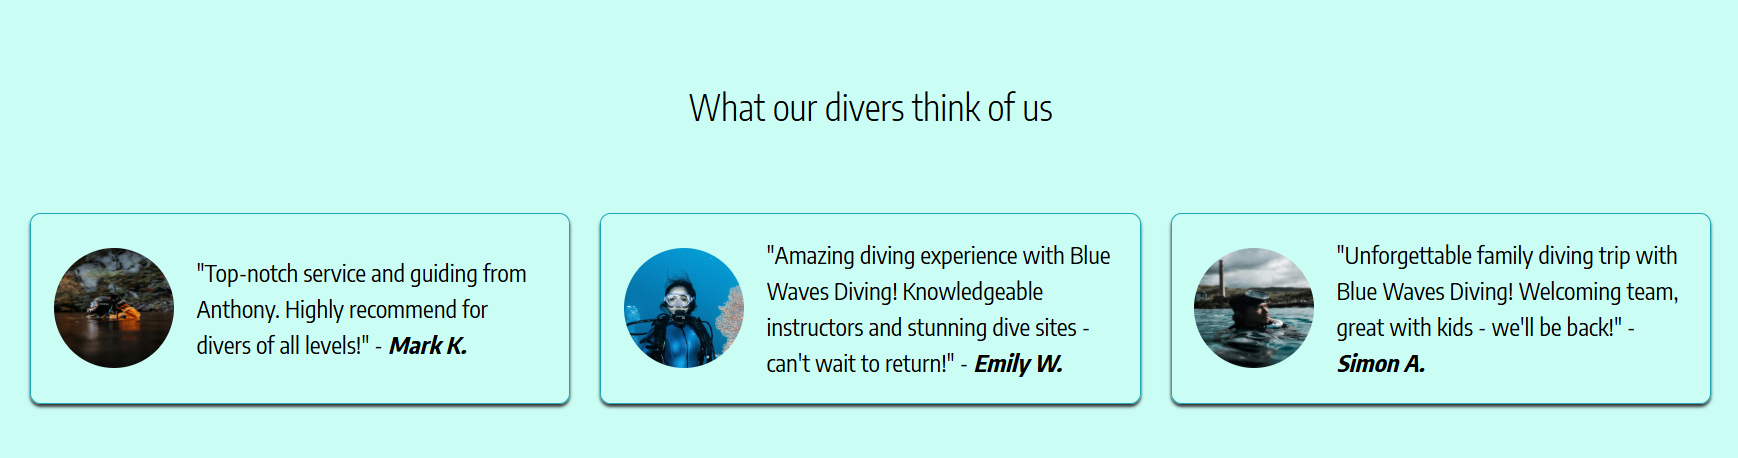 What our divers think of us
"Top-notch service and guiding from
Anthony. Highly recommend for
divers of all levels!" - Mark K.
"Amazing diving experience with Blue
Waves Diving! Knowledgeable
instructors and stunning dive sites -
can't wait to return!" - Emily W.
"Unforgettable family diving trip with
Blue Waves Diving! Welcoming team,
great with kids - we'll be back!" -
Simon A.